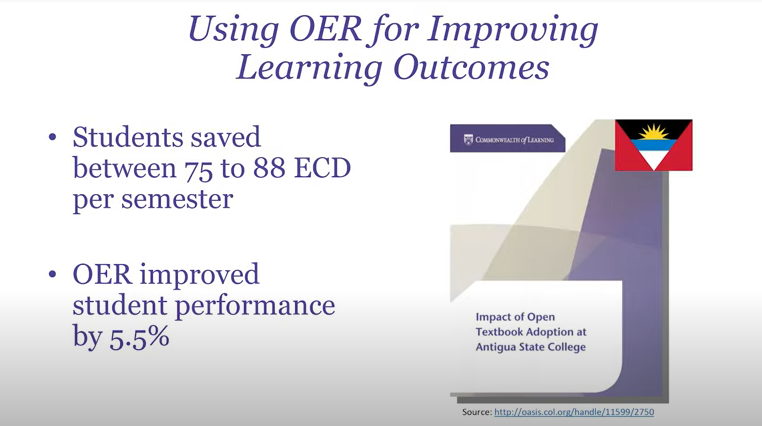 Using OER for Improving
Learning Outcomes
• Students saved
between 75 to 88 ECD
per semester
• OER improved
student performance
by 5.5%
COMMONWEALTH of LEARNING
Impact of Open
Textbook Adoption at
Antigua State College
Source: http://oasis.col.org/handle/11599/2750